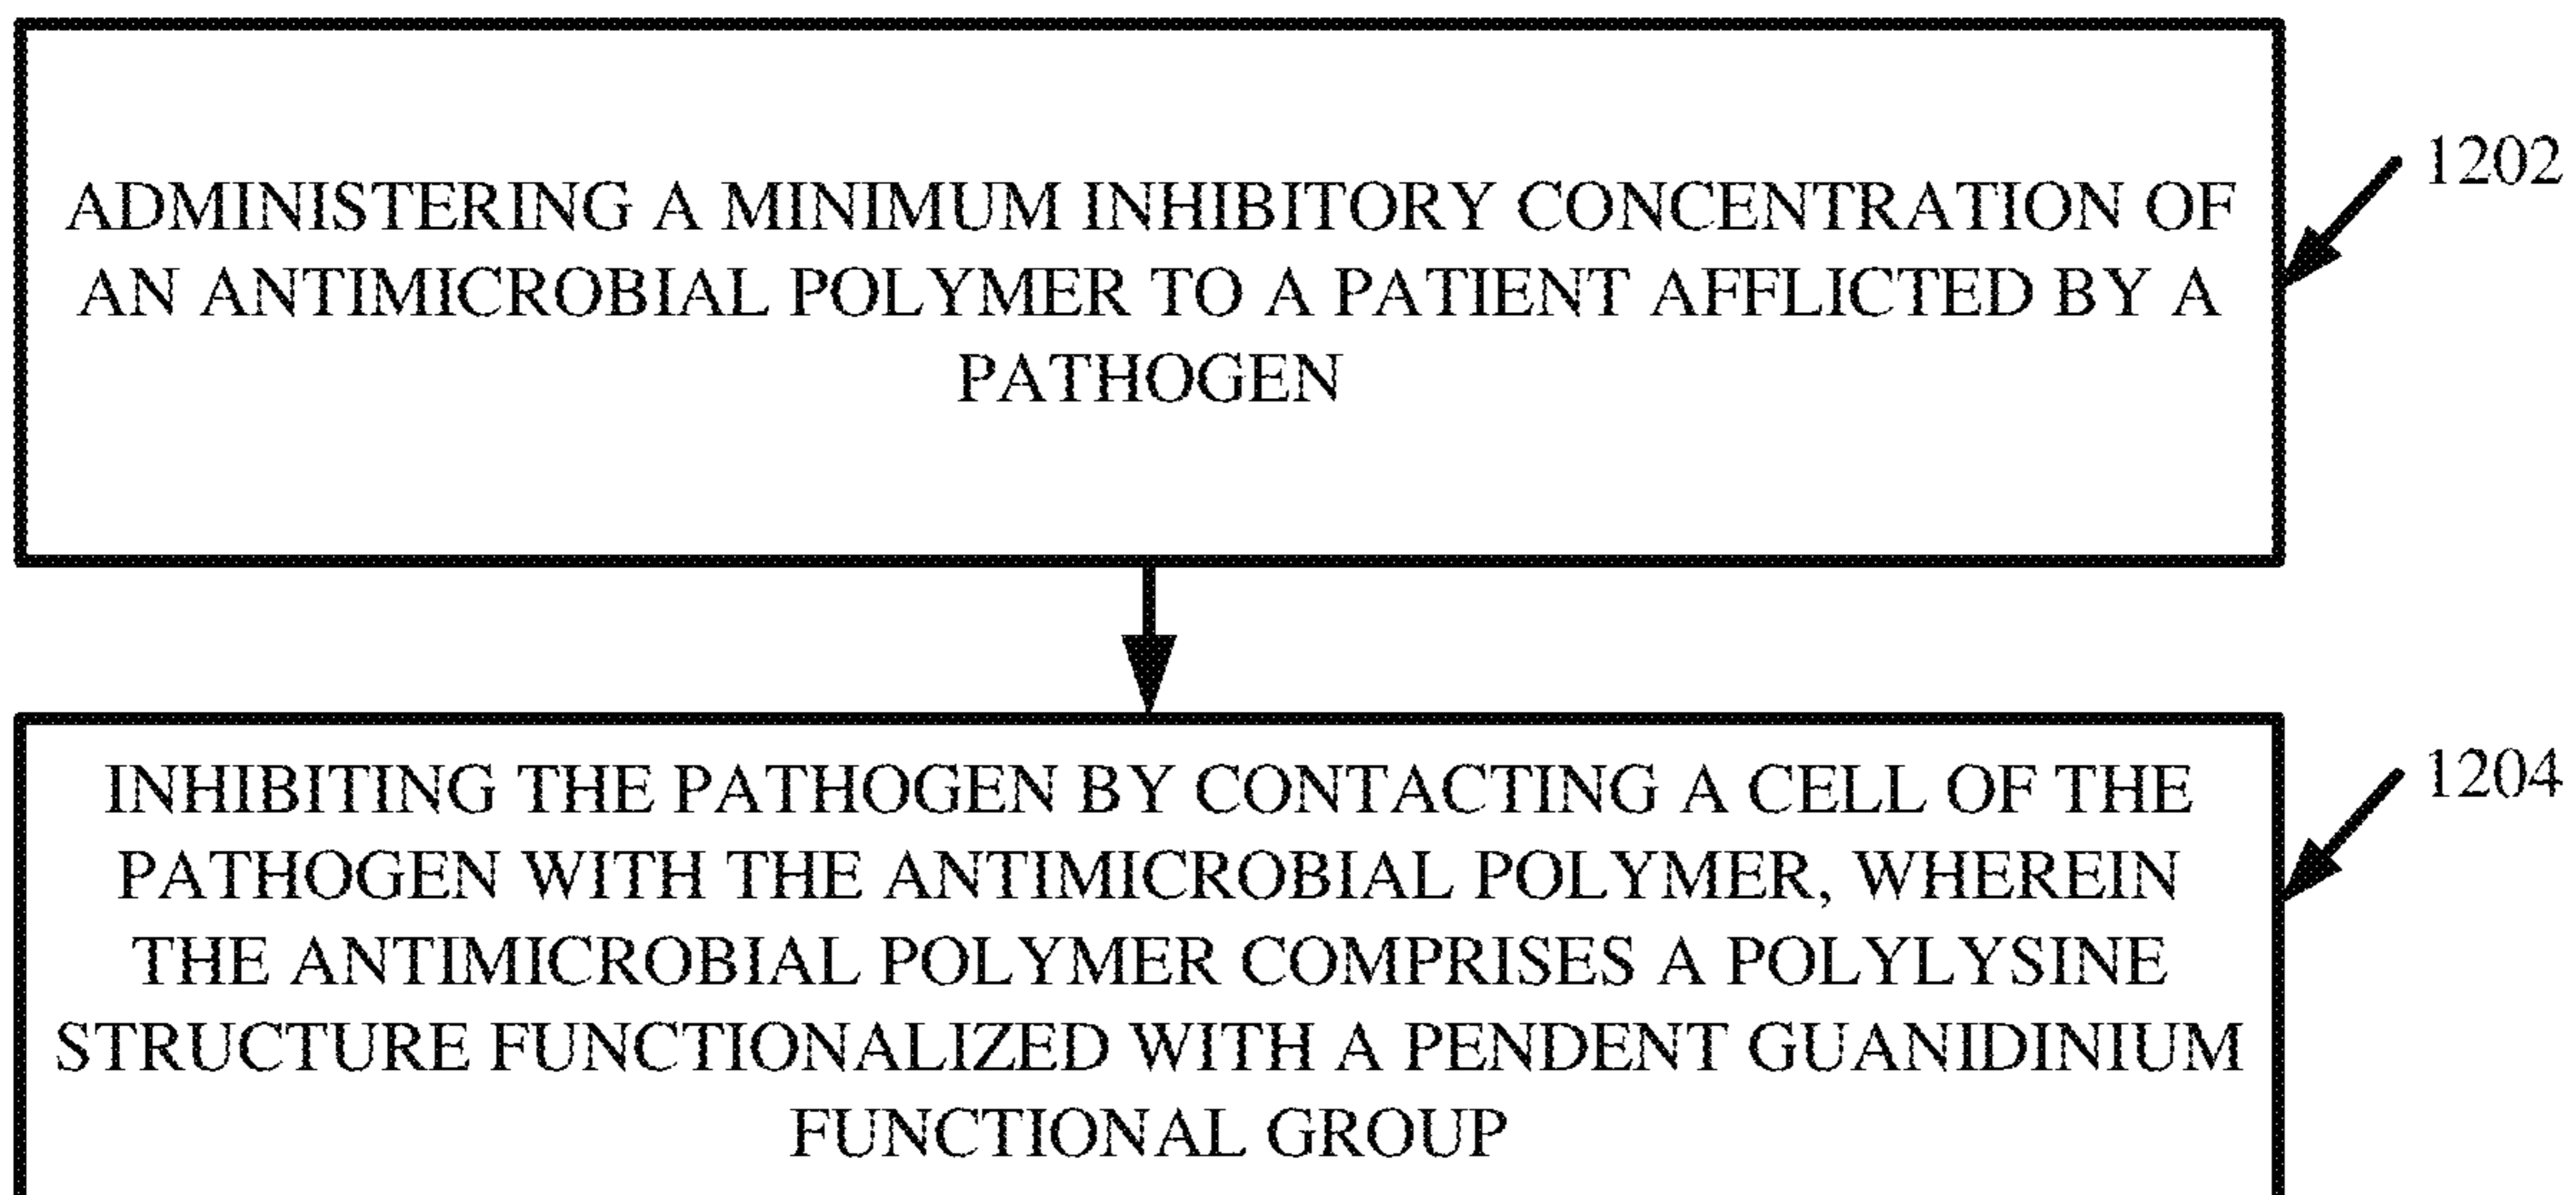 ADMINISTERING A MINIMUM INHIBITORY CONCENTRATION OF
AN ANTIMICROBIAL POLYMER TO A PATIENT AFFLICTED BY A
PATHOGEN
1202
INHIBITING THE PATHOGEN BY CONTACTING A CELL OF THE
PATHOGEN WITH THE ANTIMICROBIAL POLYMER, WHEREIN
THE ANTIMICROBIAL POLYMER COMPRISES A POLYLYSINE
STRUCTURE FUNCTIONALIZED WITH A PENDENT GUANIDINIUM
FUNCTIONAL GROUP
1204